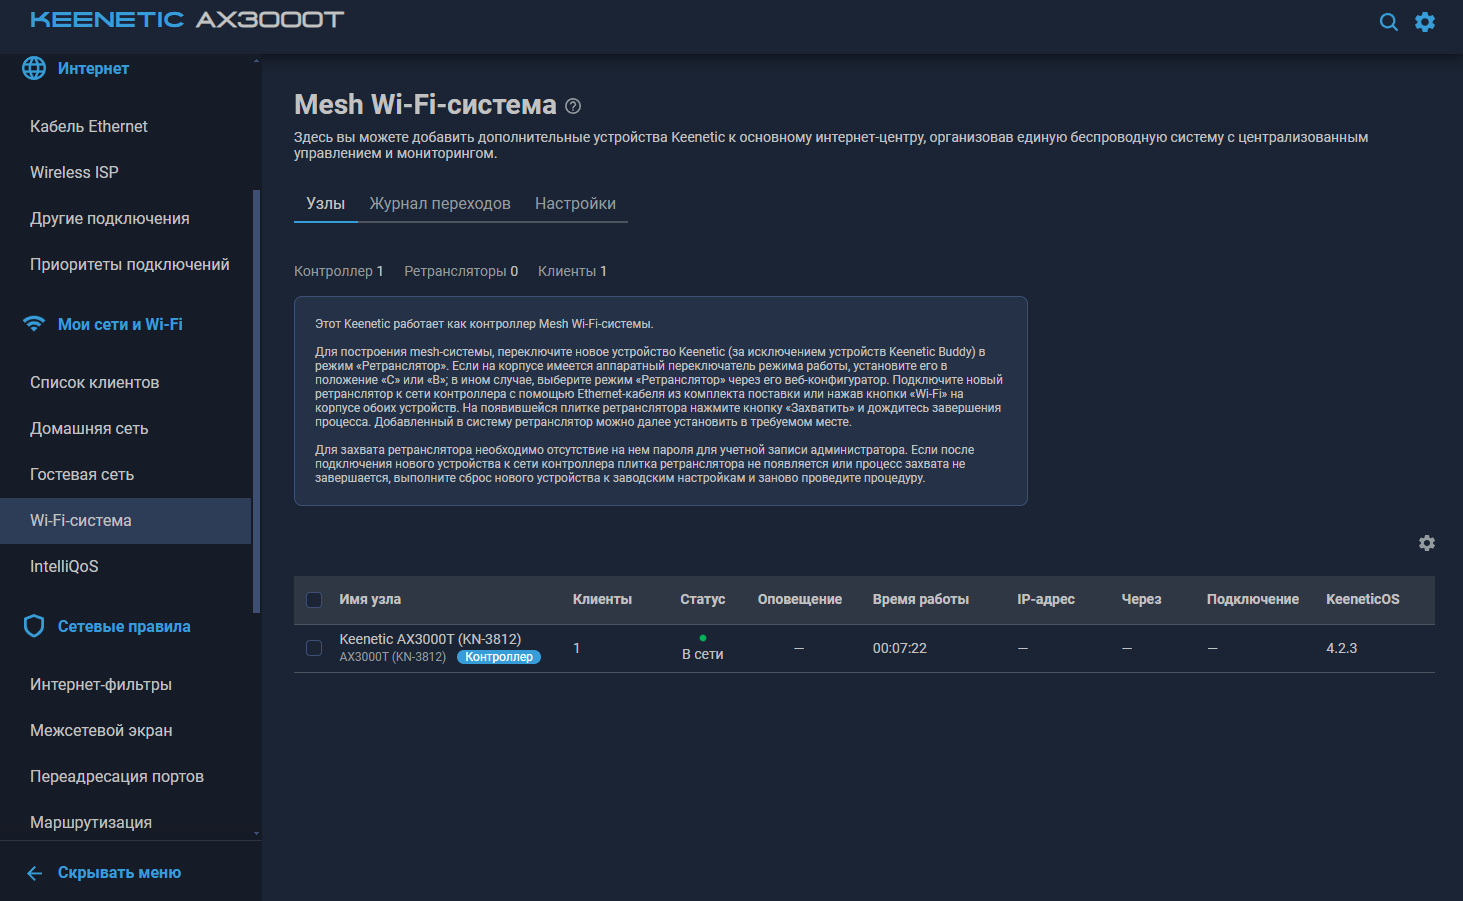 KEENETIC AX3000T
Интернет
Кабель Ethernet
Wireless ISP
Другие подключения
Приоритеты подключений
Мои сети и Wi-Fi
Список клиентов
Домашняя сеть
Гостевая сеть
Wi-Fi-система
IntelliQoS
Сетевые правила
Интернет-фильтры
Межсетевой экран
Переадресация портов
Маршрутизация
Скрывать меню
Mesh Wi-Fi-система ?
Здесь вы можете добавить дополнительные устройства Keenetic к основному интернет-центру, организовав единую беспроводную систему с централизованным
управлением и мониторингом.
Узлы Журнал переходов Настройки
Контроллер 1 Ретрансляторы 0 Клиенты 1
Этот Keenetic работает как контроллер Mesh Wi-Fi-системы.
Для построения mesh-системы, переключите новое устройство Keenetic (за исключением устройств Keenetic Buddy) в
режим «Ретранслятор». Если на корпусе имеется аппаратный переключатель режима работы, установите его в
положение «C» или «B»; в ином случае, выберите режим «Ретранслятор» через его веб-конфигуратор. Подключите новый
ретранслятор к сети контроллера с помощью Ethernet-кабеля из комплекта поставки или нажав кнопки «Wi-Fi» на
корпусе обоих устройств. На появившейся плитке ретранслятора нажмите кнопку «Захватить» и дождитесь завершения
процесса. Добавленный в систему ретранслятор можно далее установить в требуемом месте.
Для захвата ретранслятора необходимо отсутствие на нем пароля для учетной записи администратора. Если после
подключения нового устройства к сети контроллера плитка ретранслятора не появляется или процесс захвата не
завершается, выполните сброс нового устройства к заводским настройкам и заново проведите процедуру.
Имя узла Клиенты Статус Оповещение Время работы IP-адрес Через Подключение KeeneticOS
Keenetic AX3000T (KN-3812)
AX3000T (KN-3812) Контроллер
1 В сети — 00:07:22 — — — 4.2.3